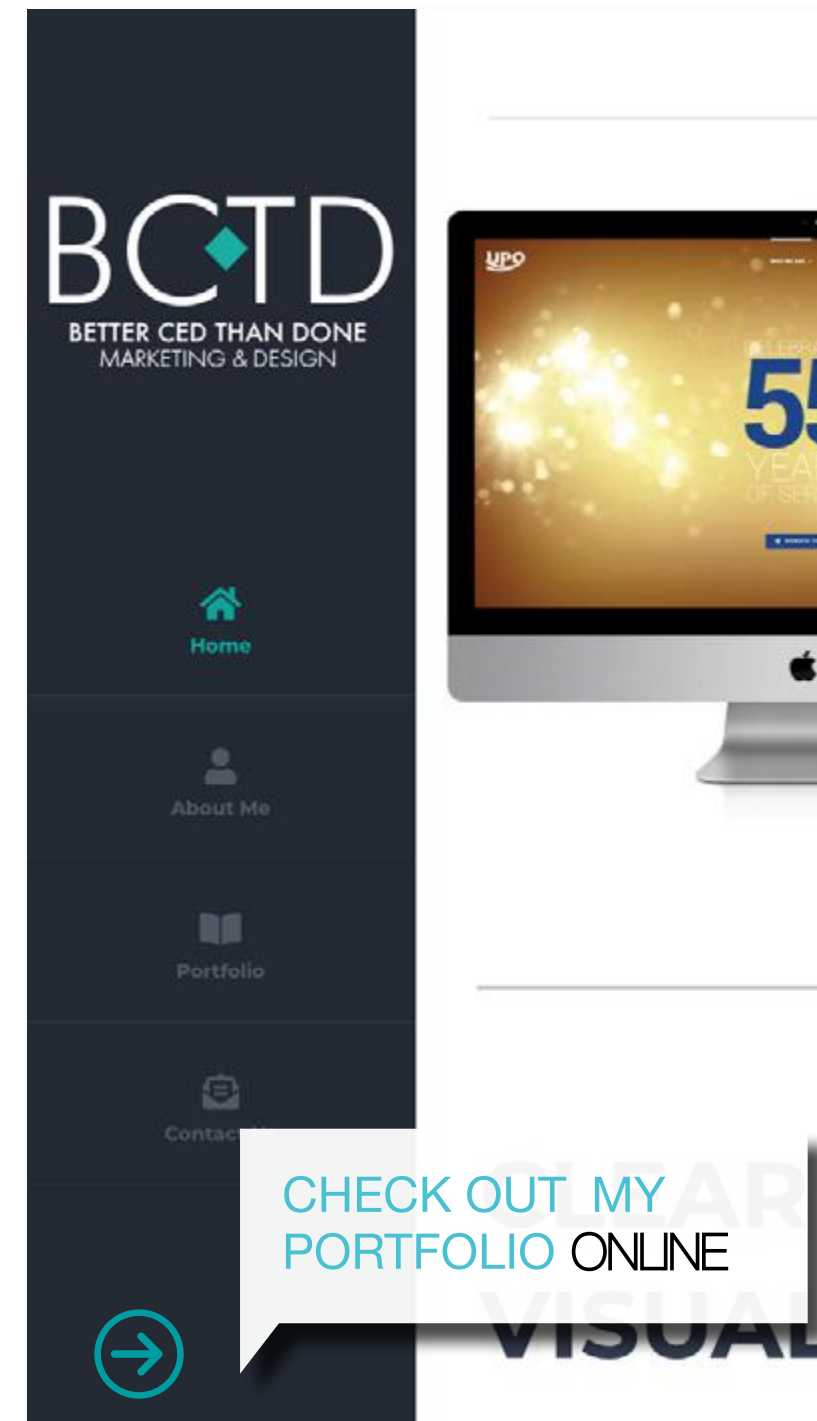 BCTD
BETTER CED THAN DONE
MARKETING & DESIGN
UPO
55
YEA
OF SER
Home
About Me
Portfolio
Contact
CLEAR
CHECK OUT MY
PORTFOLIO ONLINE
VISUAL